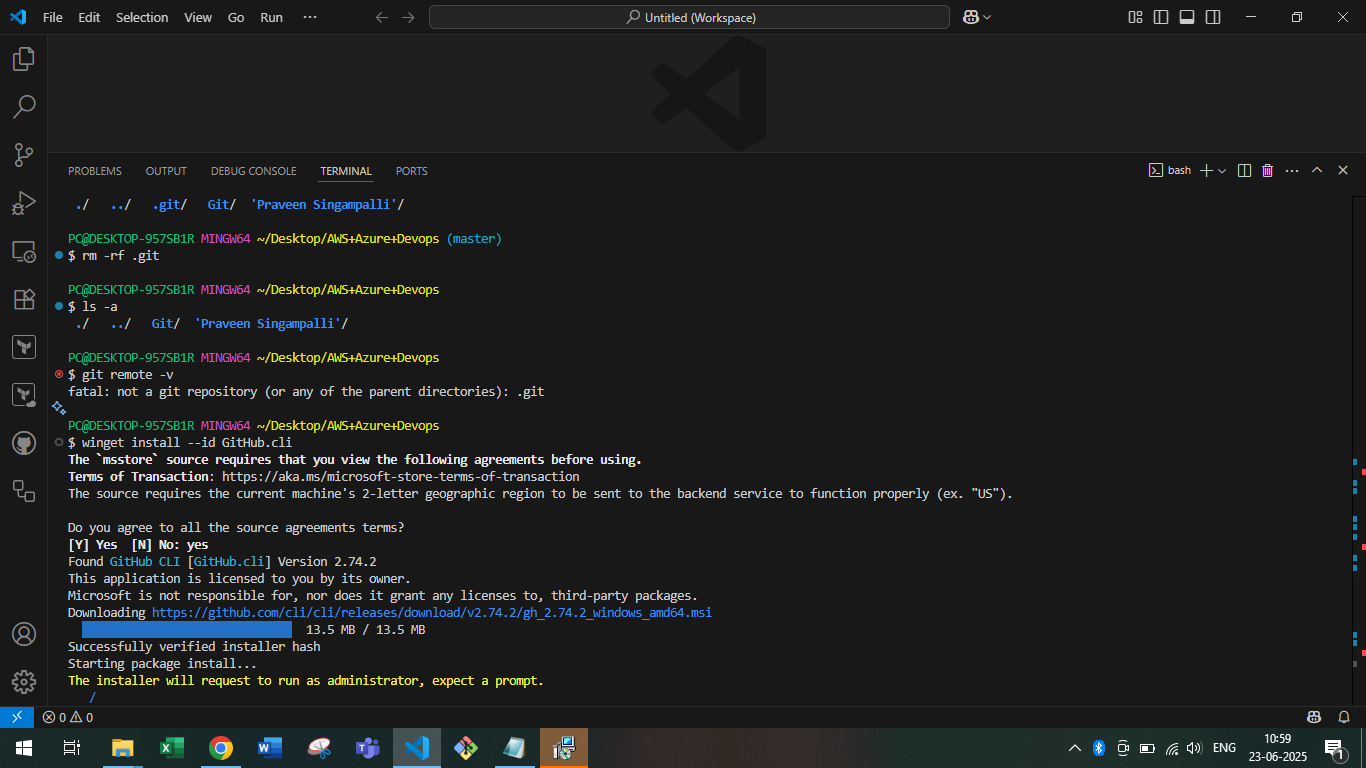 File Edit Selection View Go Run ···
Untitled (Workspace)
PROBLEMS OUTPUT DEBUG CONSOLE TERMINAL PORTS
bash
./ ../ .git/ Git/ 'Praveen Singampalli'/
PC@DESKTOP-957SB1R MINGW64 ~/Desktop/AWS+Azure+Devops (master)
$ rm -rf .git
PC@DESKTOP-957SB1R MINGW64 ~/Desktop/AWS+Azure+Devops
$ ls -a
./ ../ Git/ 'Praveen Singampalli'/
PC@DESKTOP-957SB1R MINGW64 ~/Desktop/AWS+Azure+Devops
$ git remote -v
fatal: not a git repository (or any of the parent directories): .git
PC@DESKTOP-957SB1R MINGW64 ~/Desktop/AWS+Azure+Devops
$ winget install --id GitHub.cli
The `msstore` source requires that you view the following agreements before using.
Terms of Transaction: https://aka.ms/microsoft-store-terms-of-transaction
The source requires the current machine's 2-letter geographic region to be sent to the backend service to function properly (ex. "US").
Do you agree to all the source agreements terms?
[Y] Yes [N] No: yes
Found GitHub CLI [GitHub.cli] Version 2.74.2
This application is licensed to you by its owner.
Microsoft is not responsible for, nor does it grant any licenses to, third-party packages.
Downloading https://github.com/cli/cli/releases/download/v2.74.2/gh_2.74.2_windows_amd64.msi
13.5 MB / 13.5 MB
Successfully verified installer hash
Starting package install...
The installer will request to run as administrator, expect a prompt.
/
0 0
ENG
10:59
23-06-2025
1